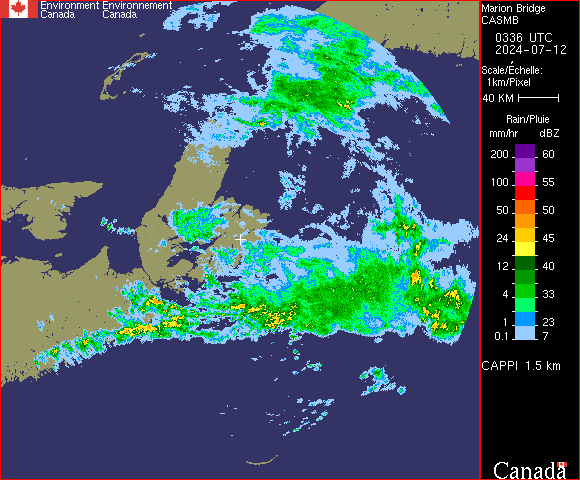 Environment Environnement
Canada Canada
Marion Bridge
CASMB
0336 UTC
2024-07-12
Scale/Échelle:
1km/Pixel
40 KM
Rain/Pluie
mm/hr dBZ
200 60
100 55
50 50
24 45
12 40
4 33
1 23
0.1 7
CAPPI 1.5 km
Canada